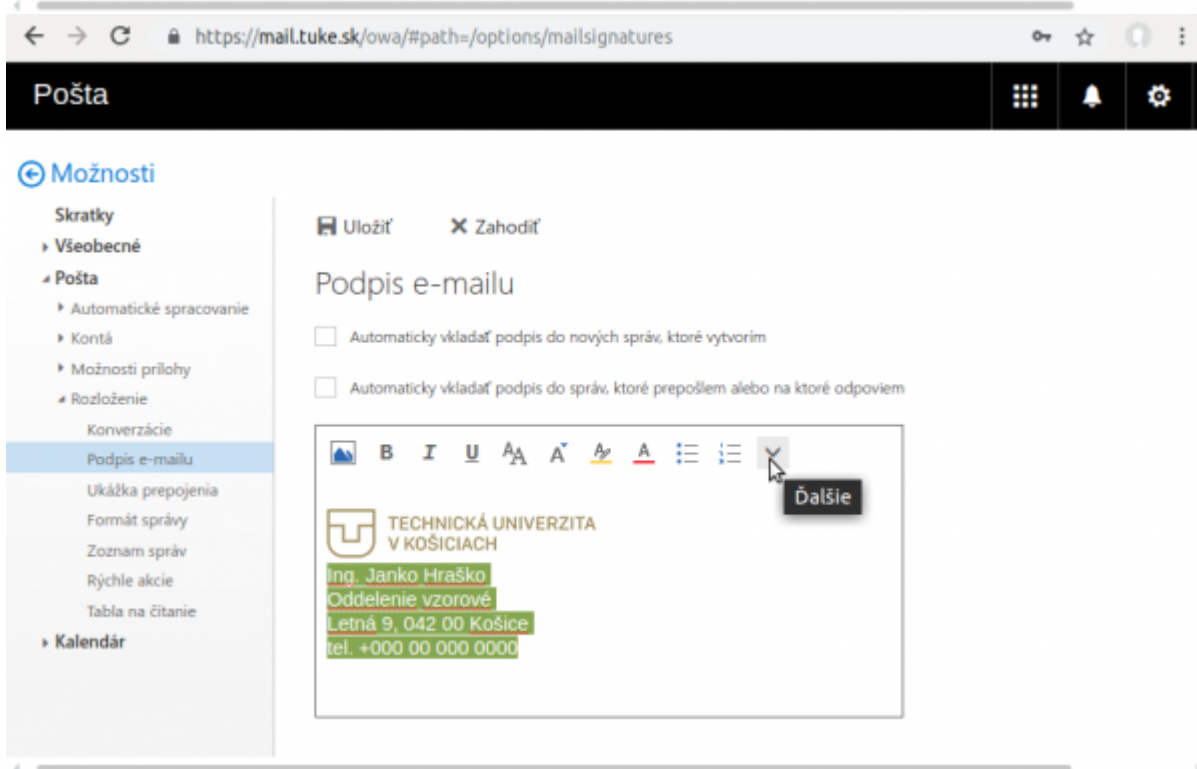 https://mail.tuke.sk/owa/#path=/options/mailsignatures
Pošta
Možnosti
Skratky
Všeobecné
Pošta
Automatické spracovanie
Kontá
Možnosti prílohy
Rozloženie
Konverzácie
Podpis e-mailu
Ukážka prepojenia
Formát správy
Zoznam správ
Rýchle akcie
Tabla na čítanie
Kalendár
Uložiť
Zahodiť
Podpis e-mailu
Automaticky vkladať podpis do nových správ, ktoré vytvorím
Automaticky vkladať podpis do správ, ktoré prepošlem alebo na ktoré odpoviem
B I U
Ďalšie
TECHNICKÁ UNIVERZITA
V KOŠICIACH
Ing. Janko Hraško
Oddelenie vzorové
Letná 9, 042 00 Košice
tel. +000 00 000 0000